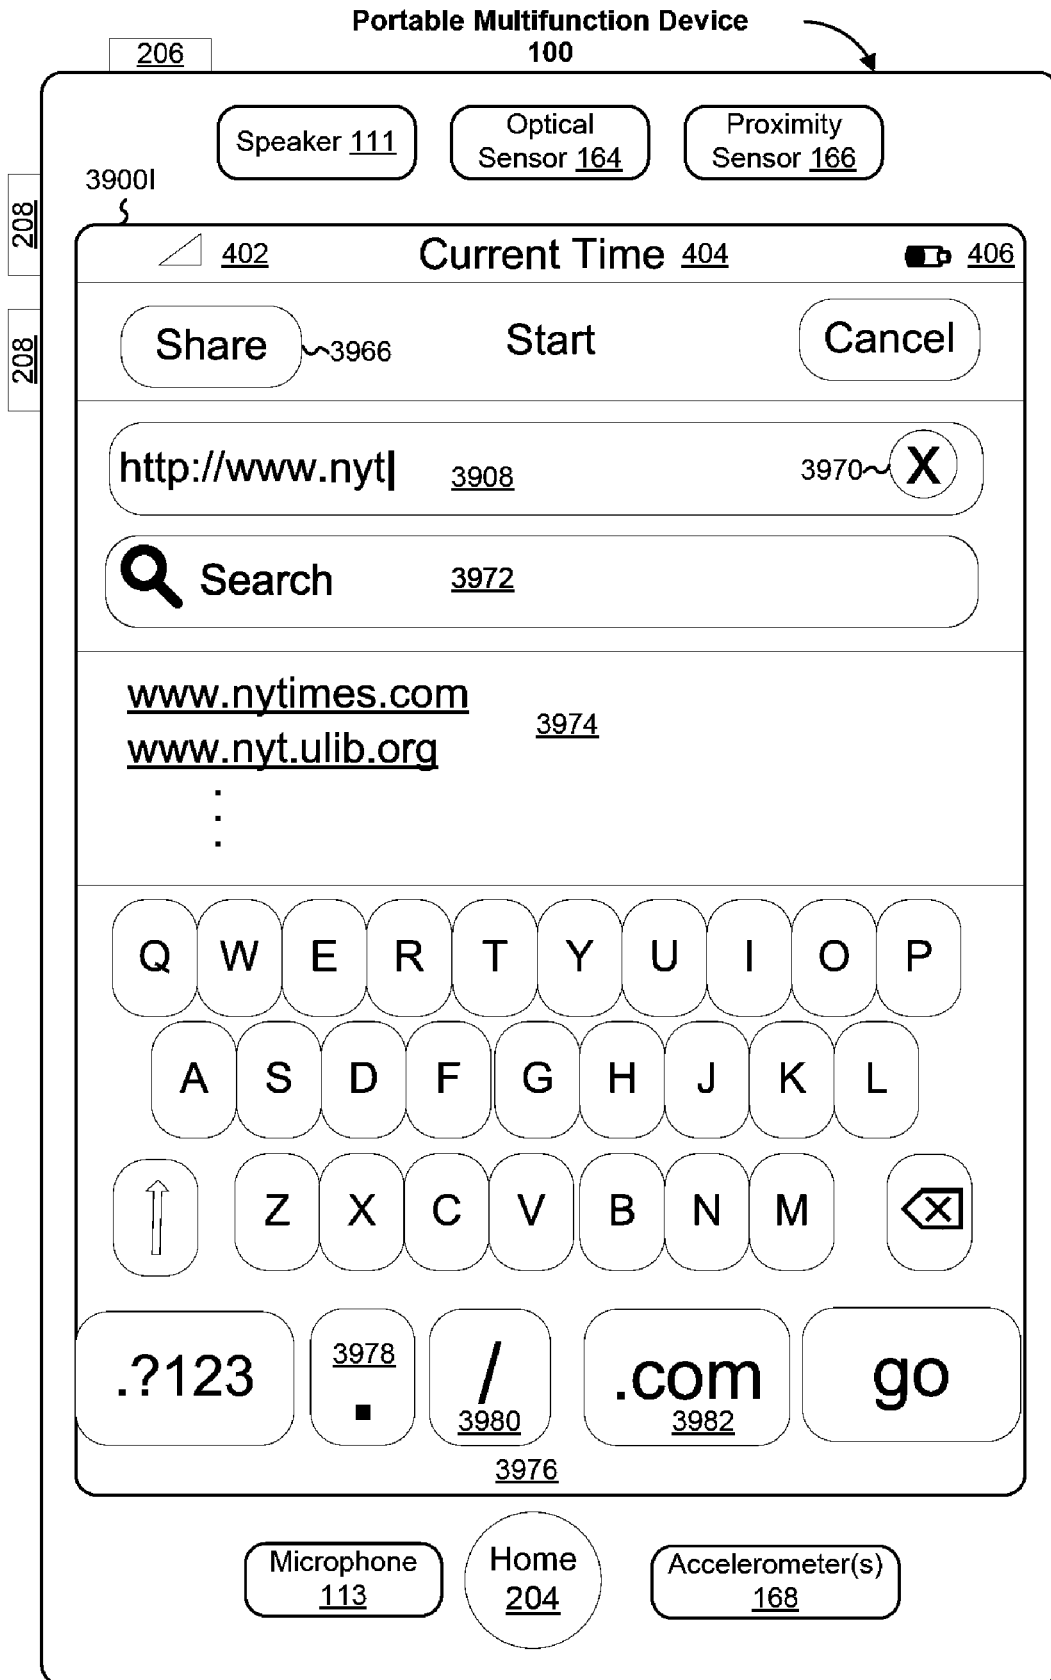 Portable Multifunction Device
100
206
Speaker 111
Optical
Sensor 164
Proximity
Sensor 166
3900I
208
208
402 Current Time 404 406
Share 3966 Start Cancel
http://www.nyt 3908 3970 X
Search 3972
www.nytimes.com
3974
www.nyt.ulib.org
.
.
.
Q W E R T Y U I O P
A S D F G H J K L
Z X C V B N M X
.?123 3978 . / 3980 .com 3982 go
3976
Microphone
113
Home
204
Accelerometer(s)
168